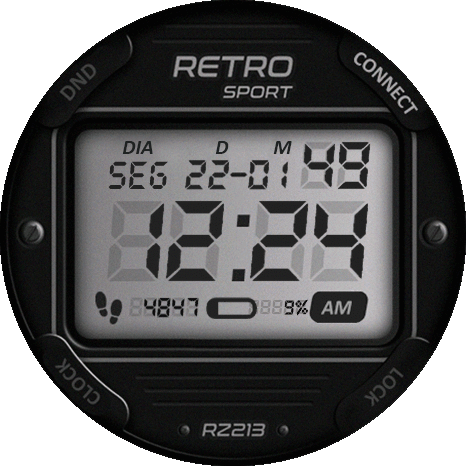 DND
CONNECT
RETRO
SPORT
DIA D M
SEG 22-01 49
12:24
4847 9% AM
CLOCK
LOCK
RZ213